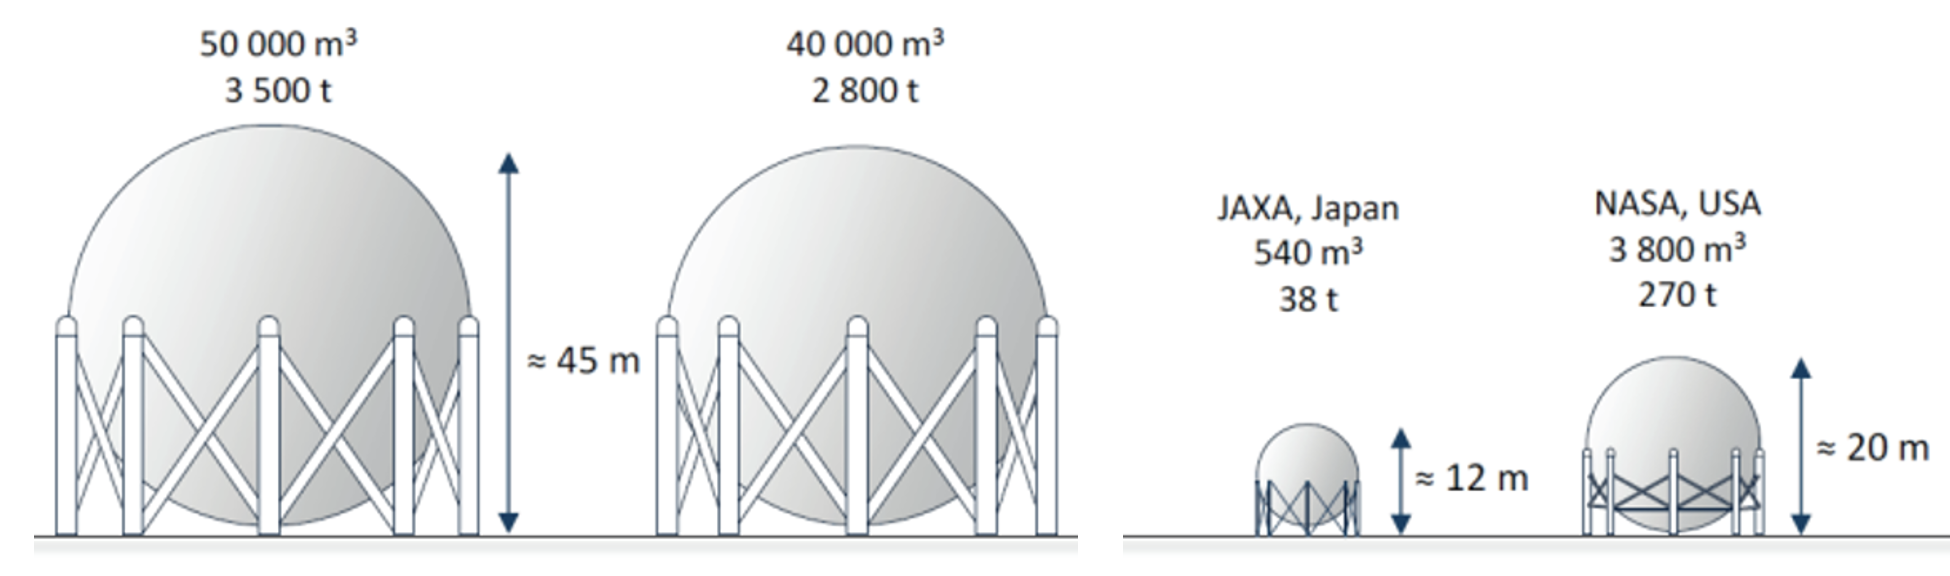 50 000 m³
3 500 t
≈ 45 m
40 000 m³
2 800 t
JAXA, Japan
540 m³
38 t
≈ 12 m
NASA, USA
3 800 m³
270 t
≈ 20 m